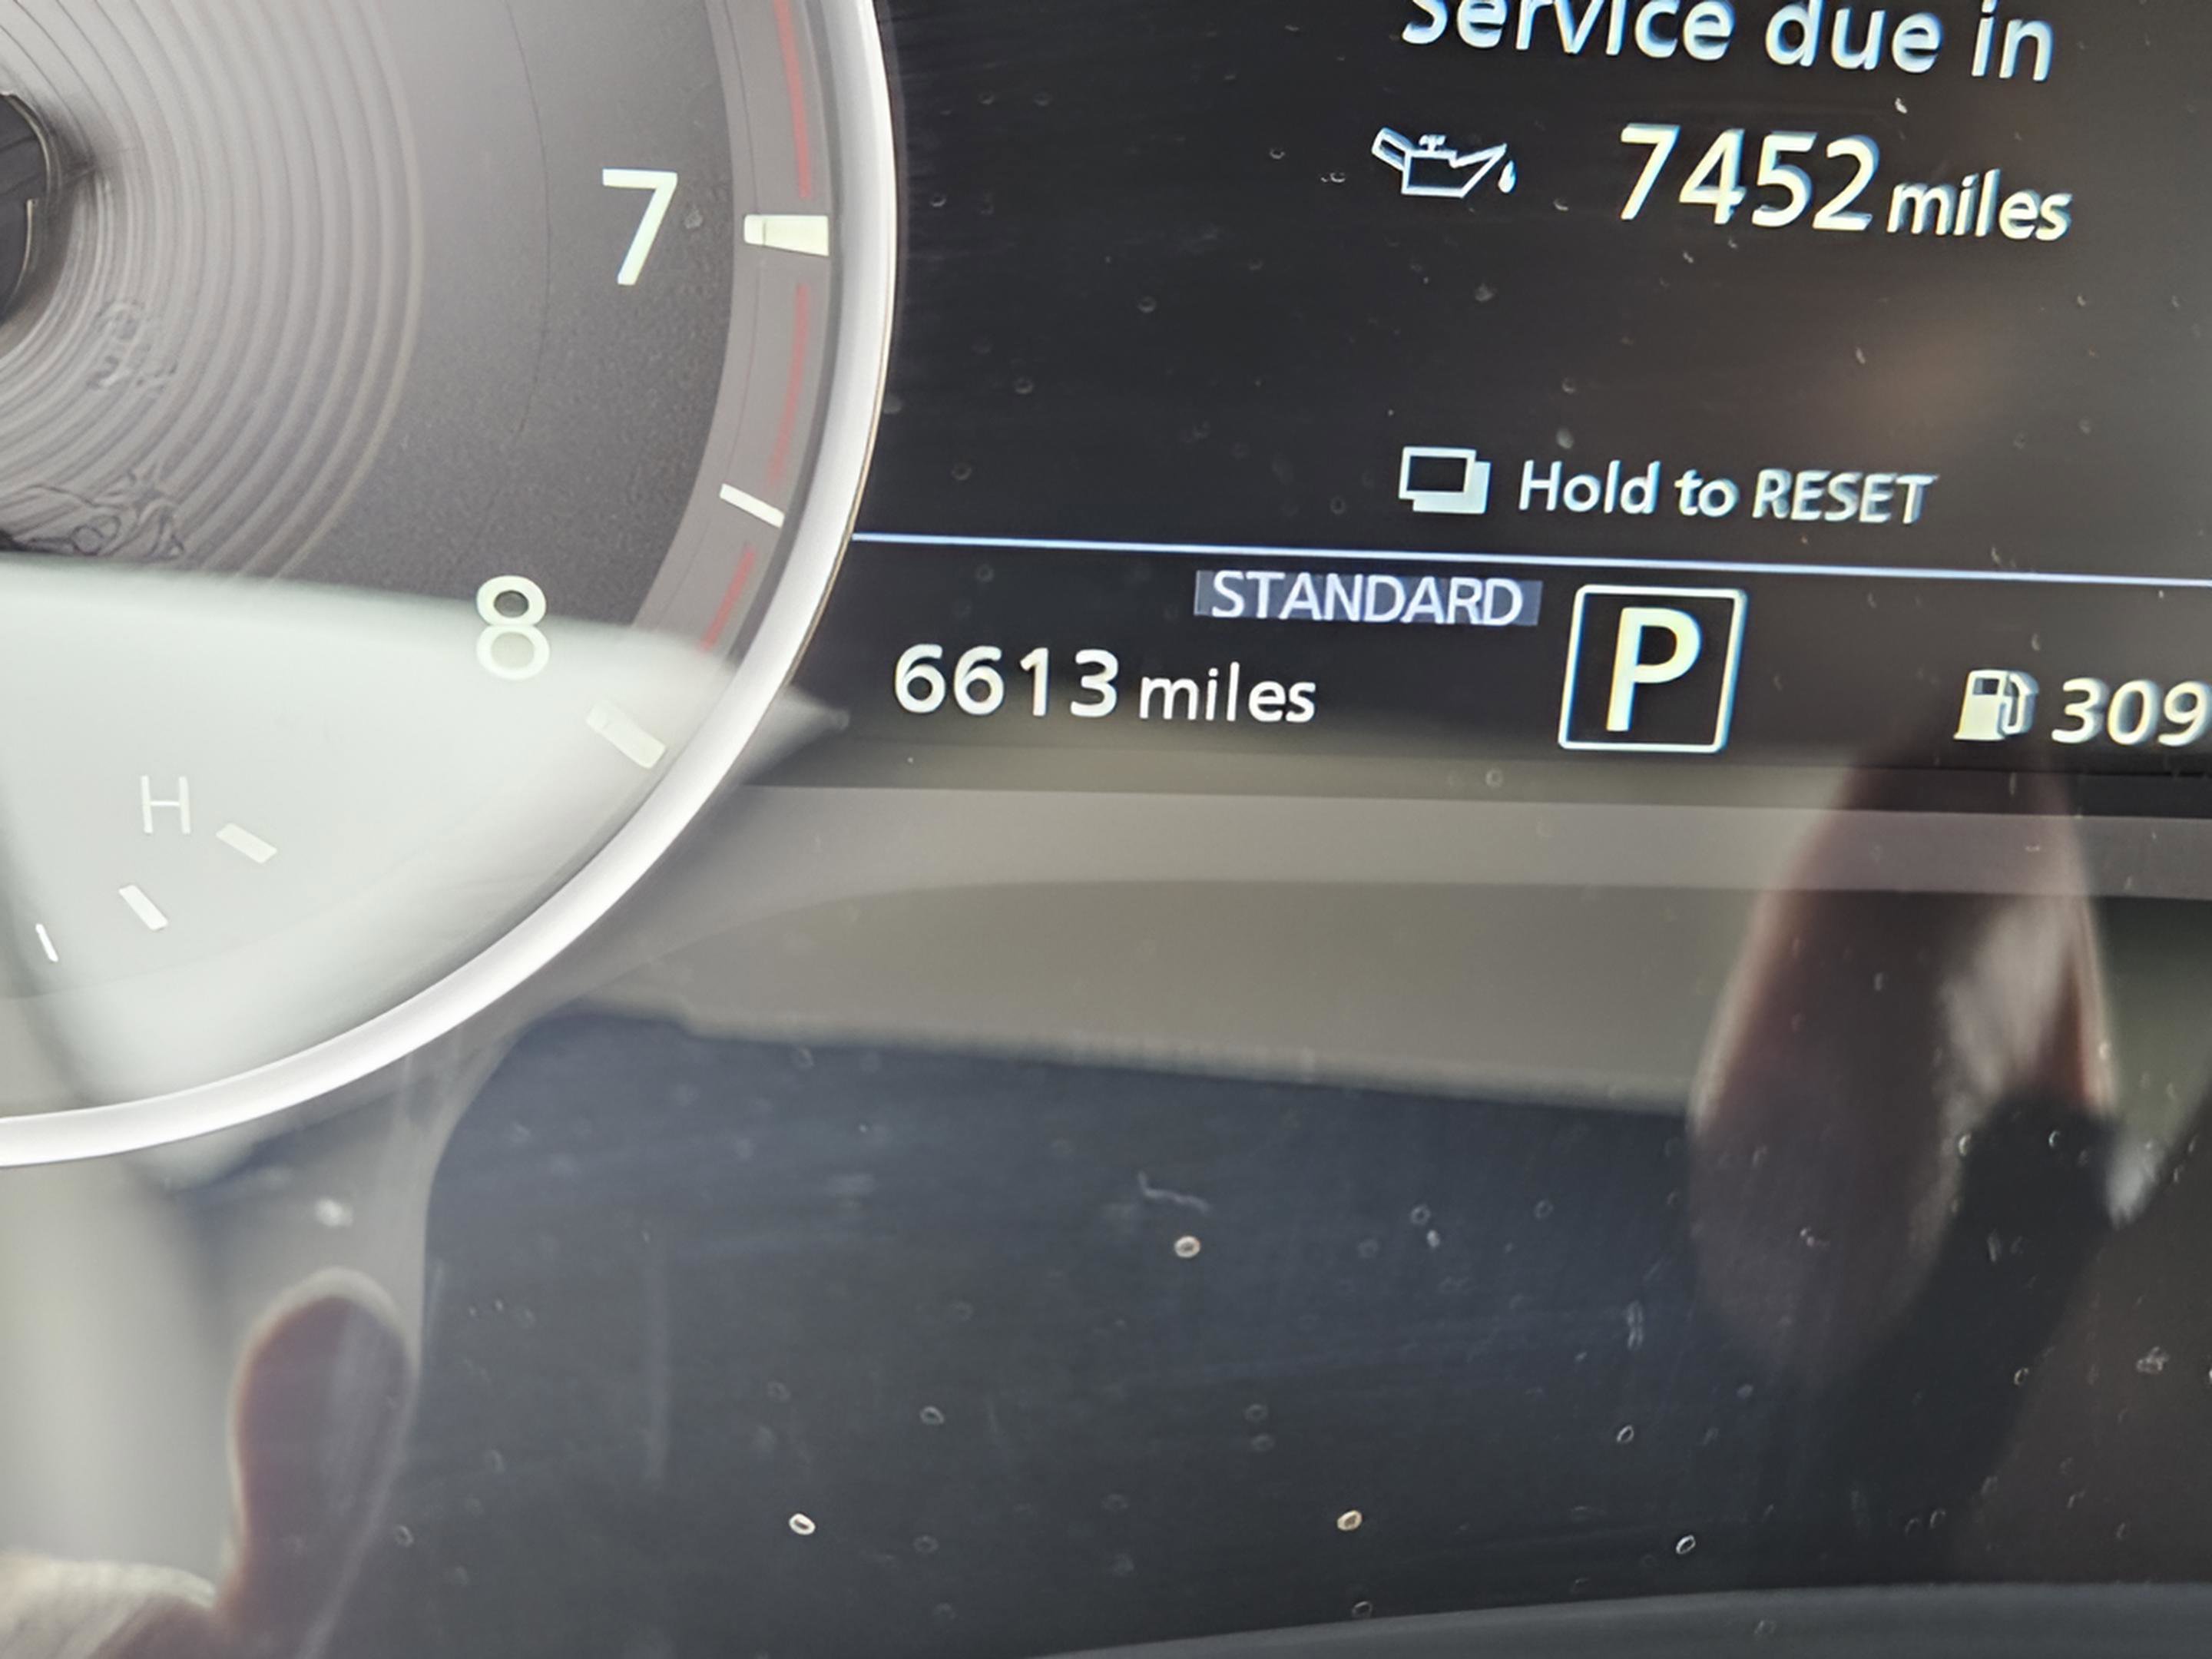 Service due in
7452 miles
Hold to RESET
STANDARD
P
6613 miles
309
7
8
H